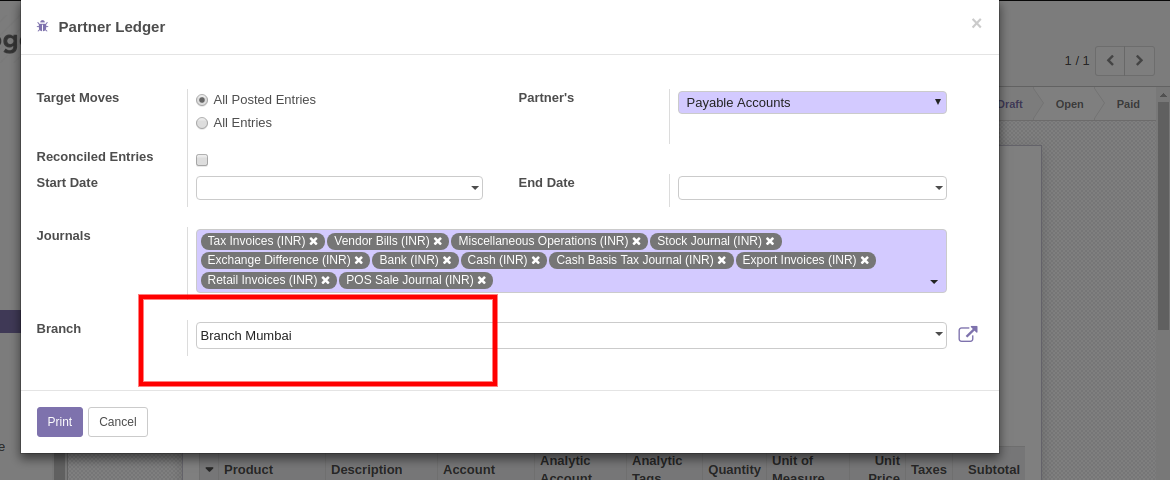 Partner Ledger ×
1 / 1
Target Moves
All Posted Entries
All Entries
Partner's
Payable Accounts
Draft
Open
Paid
Reconciled Entries
Start Date
End Date
Journals
Tax Invoices (INR) ✖ Vendor Bills (INR) ✖ Miscellaneous Operations (INR) ✖ Stock Journal (INR) ✖
Exchange Difference (INR) ✖ Bank (INR) ✖ Cash (INR) ✖ Cash Basis Tax Journal (INR) ✖ Export Invoices (INR) ✖
Retail Invoices (INR) ✖ POS Sale Journal (INR) ✖
Branch
Branch Mumbai
Print Cancel
Product
Description
Account
Analytic
Account
Analytic
Tags
Quantity
Unit of
Measure
Unit
Price
Taxes
Subtotal